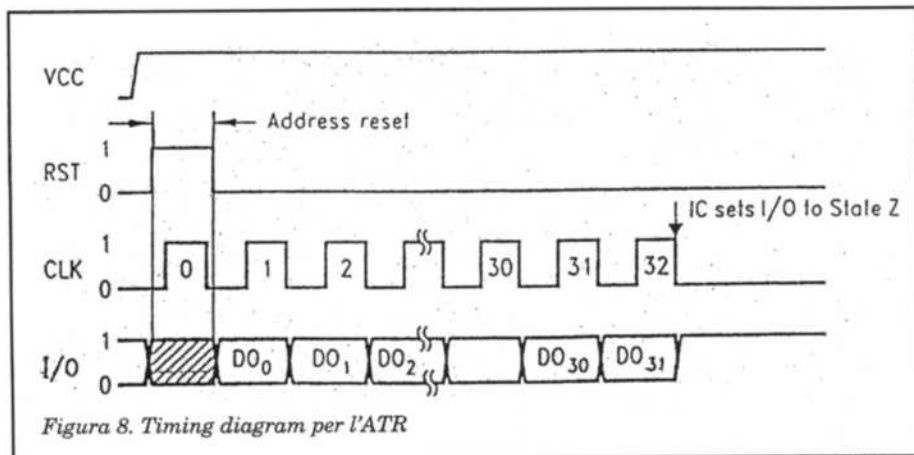 VCC
Address reset
RST
1
0
IC sets I/O to State Z
CLK
1
0
0 1 2 30 31 32
I/O
1
0
DO0 DO1 DO2 DO30 DO31
Figura 8. Timing diagram per l'ATR